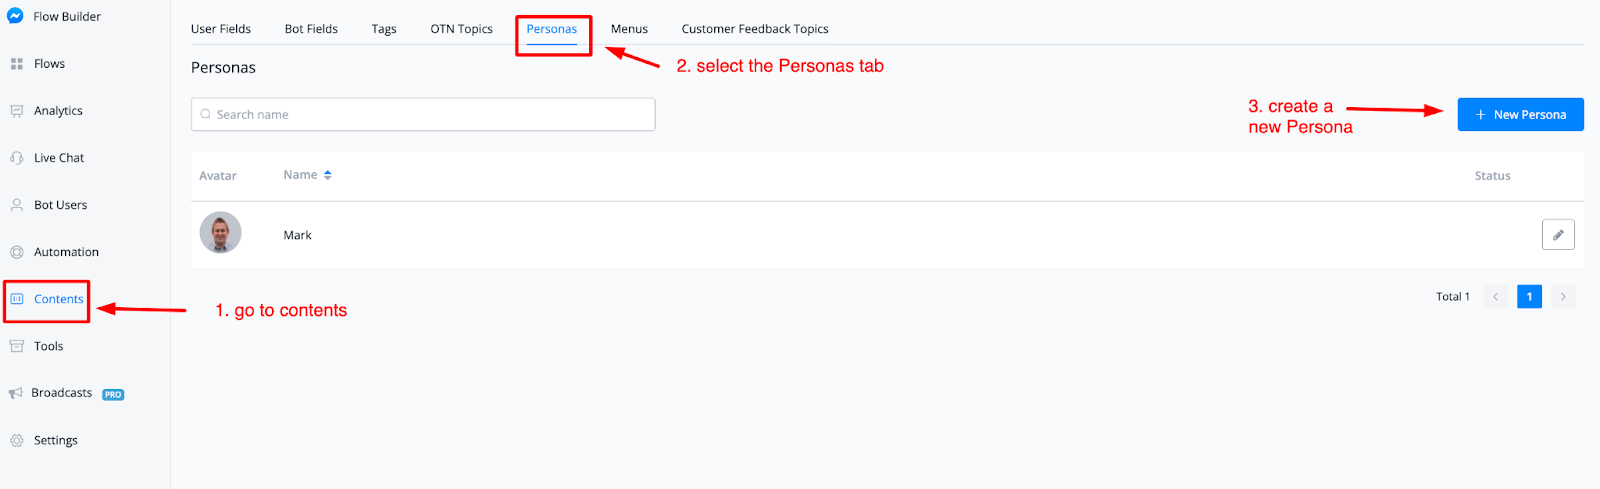 Flow Builder
Flows
Analytics
Live Chat
Bot Users
Automation
Contents
Tools
Broadcasts PRO
Settings
User Fields Bot Fields Tags OTN Topics Personas Menus Customer Feedback Topics
2. select the Personas tab
Personas
Search name
3. create a
new Persona
+ New Persona
Avatar Name Status
Mark
1. go to contents
Total 1 < 1 >